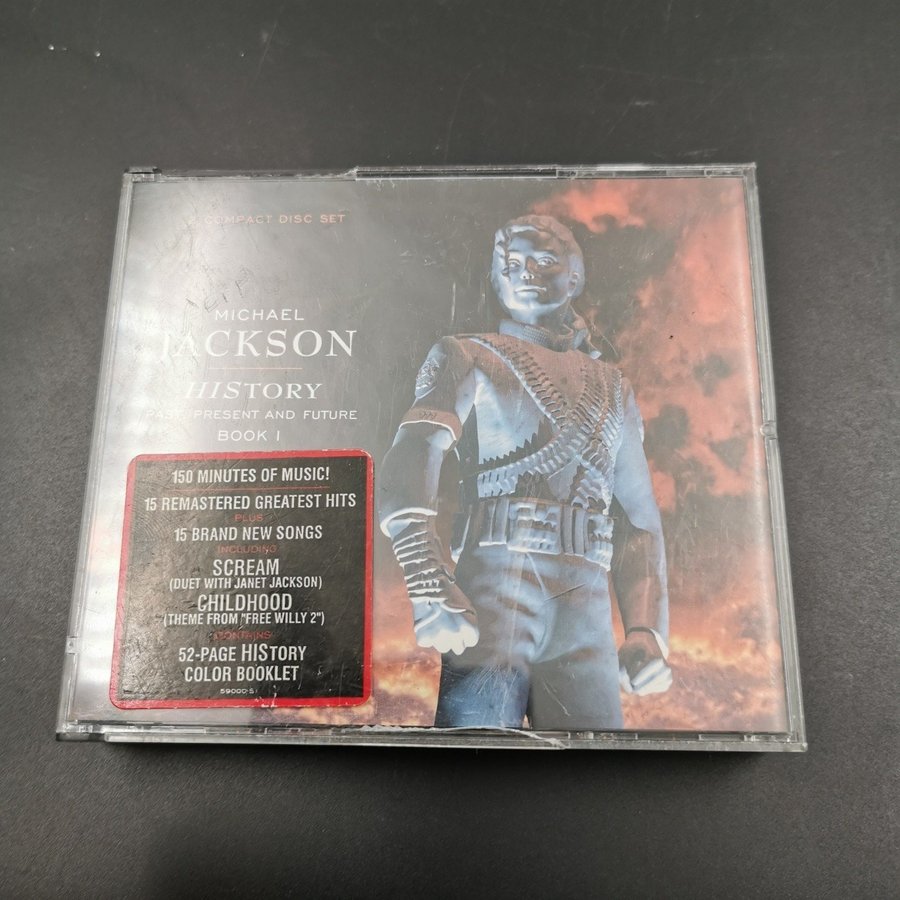 2 COMPACT DISC SET
MICHAEL
JACKSON
HISTORY
PAST, PRESENT AND FUTURE
BOOK I
150 MINUTES OF MUSIC!
15 REMASTERED GREATEST HITS
PLUS
15 BRAND NEW SONGS
INCLUDING
SCREAM
(DUET WITH JANET JACKSON)
CHILDHOOD
(THEME FROM "FREE WILLY 2")
CONTAINS
52-PAGE HIStory
COLOR BOOKLET